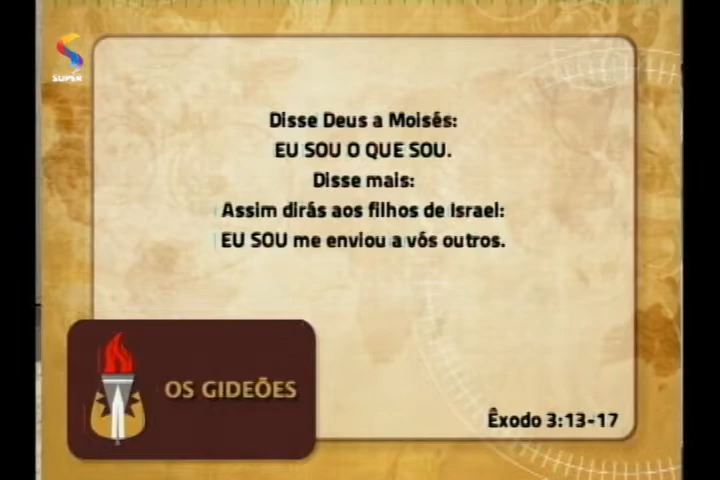 SUPER
Disse Deus a Moisés:
EU SOU O QUE SOU.
Disse mais:
Assim dirás aos filhos de Israel:
EU SOU me enviou a vós outros.
OS GIDEÕES
Êxodo 3:13-17